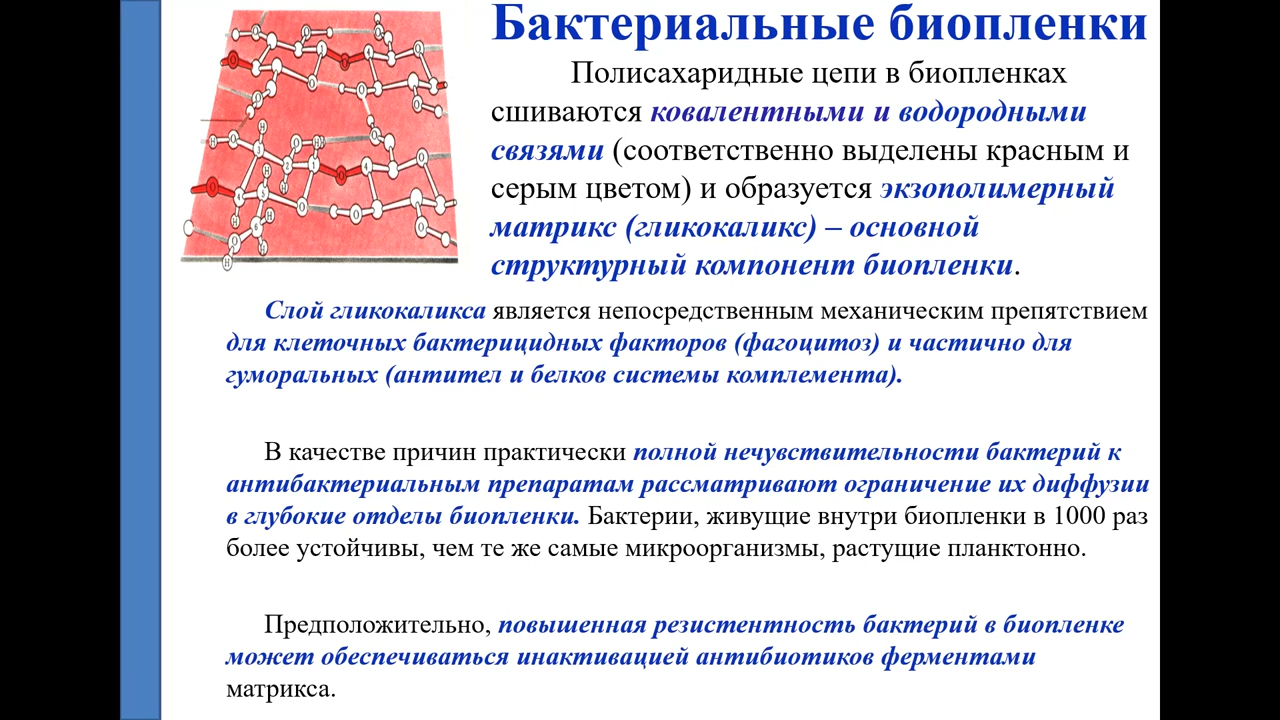 Бактериальные биопленки
Полисахаридные цепи в биопленках
сшиваются ковалентными и водородными
связями (соответственно выделены красным и
серым цветом) и образуется экзополимерный
матрикс (гликокаликс) – основной
структурный компонент биопленки.
Слой гликокаликса является непосредственным механическим препятствием
для клеточных бактерицидных факторов (фагоцитоз) и частично для
гуморальных (антител и белков системы комплемента).
В качестве причин практически полной нечувствительности бактерий к
антибактериальным препаратам рассматривают ограничение их диффузии
в глубокие отделы биопленки. Бактерии, живущие внутри биопленки в 1000 раз
более устойчивы, чем те же самые микроорганизмы, растущие планктонно.
Предположительно, повышенная резистентность бактерий в биопленке
может обеспечиваться инактивацией антибиотиков ферментами
матрикса.